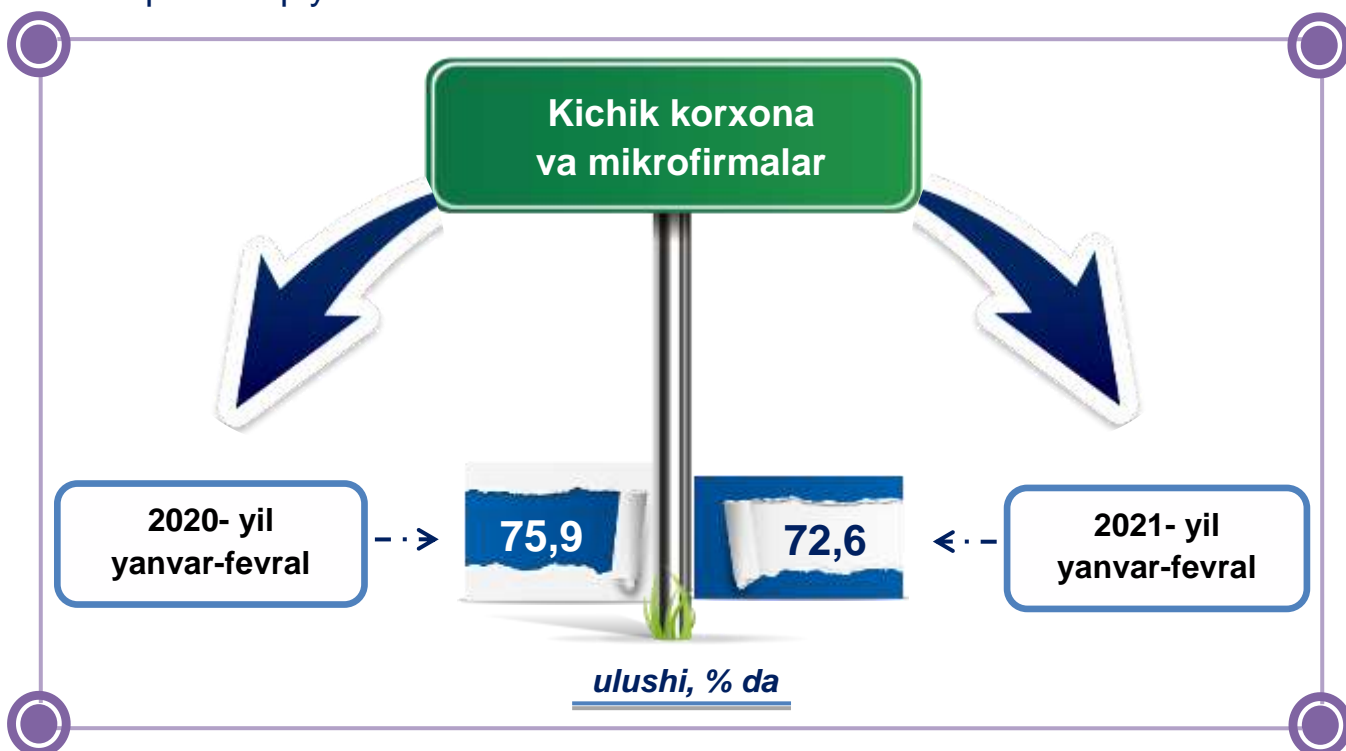 Kichik korxona
va mikrofirmalar
2020- yil
yanvar-fevral
75,9
72,6
2021- yil
yanvar-fevral
ulushi, % da